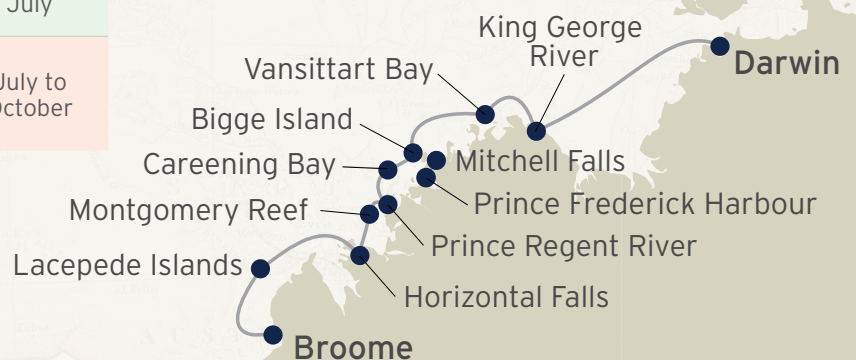 July
July to
October
King George
River
Darwin
Vansittart Bay
Bigge Island
Mitchell Falls
Careening Bay
Prince Frederick Harbour
Montgomery Reef
Prince Regent River
Lacepede Islands
Horizontal Falls
Broome